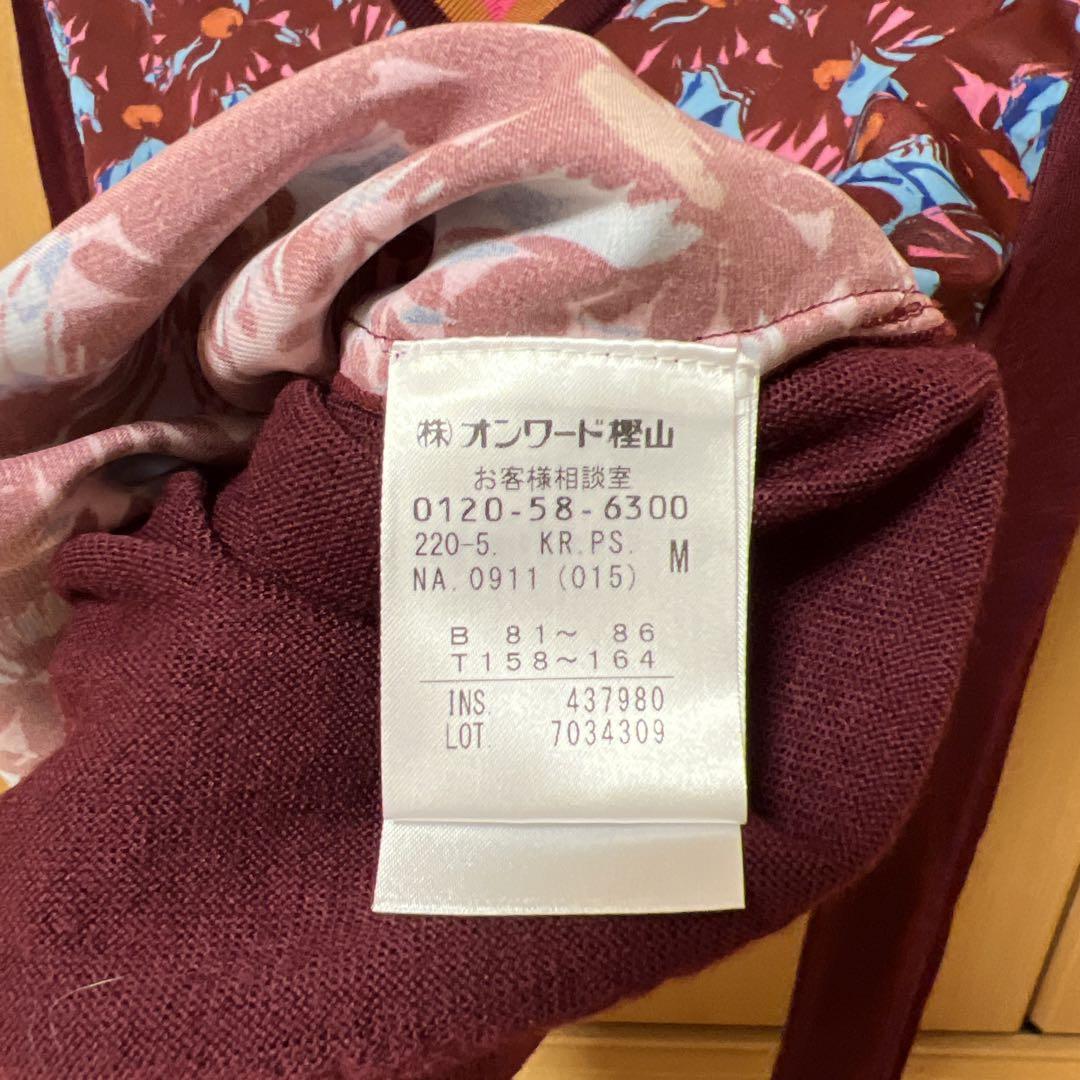 (株)オンワード樫山
お客様相談室
0120-58-6300
220-5. KR.PS. M
NA.0911(015)
B 81～ 86
T158～164
INS. 437980
LOT. 7034309